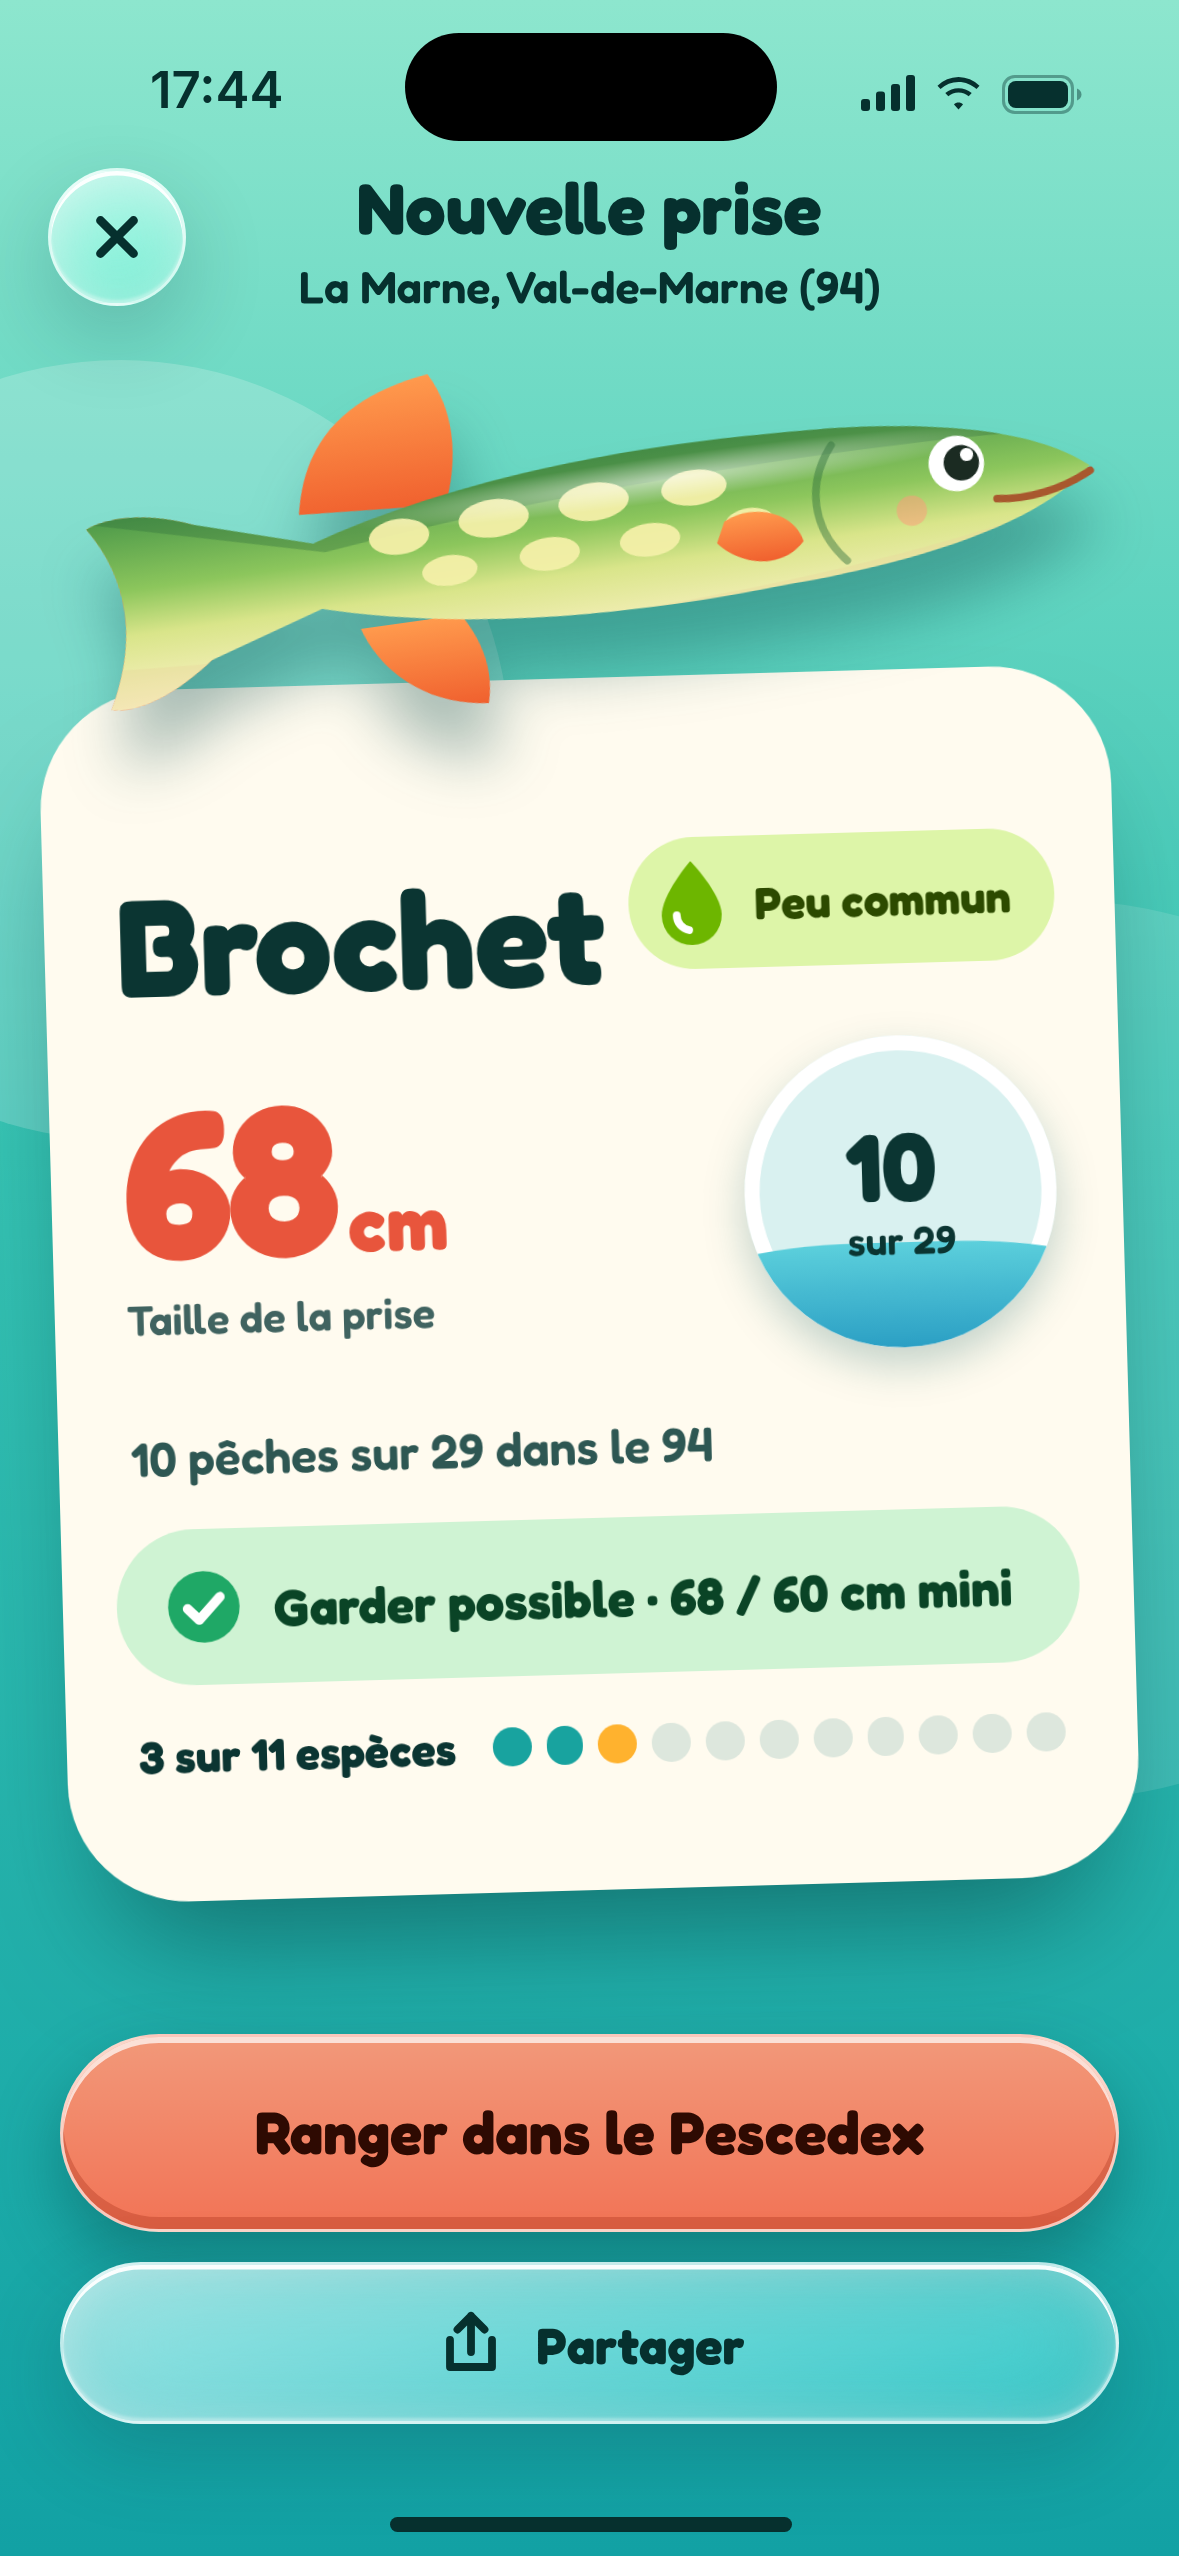 17:44
Nouvelle prise
La Marne, Val-de-Marne (94)
Brochet
Peu commun
68 cm
Taille de la prise
10
sur 29
10 pêches sur 29 dans le 94
Garder possible · 68 / 60 cm mini
3 sur 11 espèces
Ranger dans le Pescedex
Partager